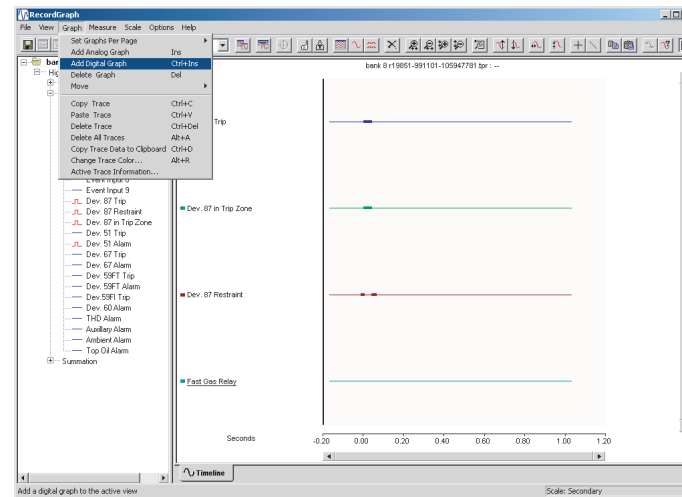 RecordGraph
File View Graph Measure Scale Options Help
Set Graphs Per Page
Add Analog Graph Ins
Add Digital Graph Ctrl+Ins
Delete Graph Del
Move
Copy Trace Ctrl+C
Paste Trace Ctrl+V
Delete Trace Ctrl+Del
Delete All Traces Alt+A
Copy Trace Data to Clipboard Ctrl+D
Change Trace Color... Alt+R
Active Trace Information...
Event Input 9
Dev. 87 Trip
Dev. 87 Restraint
Dev. 87 in Trip Zone
Dev. 51 Trip
Dev. 51 Alarm
Dev. 67 Trip
Dev. 67 Alarm
Dev. 59FT Trip
Dev. 59FT Alarm
Dev.59FI Trip
Dev. 60 Alarm
THD Alarm
Auxillary Alarm
Ambient Alarm
Top Oil Alarm
Summation
bank 8 r19851-991101-105947781.tpr : --
Trip
Dev. 87 in Trip Zone
Dev. 87 Restraint
Fast Gas Relay
Seconds
-0.20 0.00 0.20 0.40 0.60 0.80 1.00 1.20
Timeline
Add a digital graph to the active view
Scale: Secondary